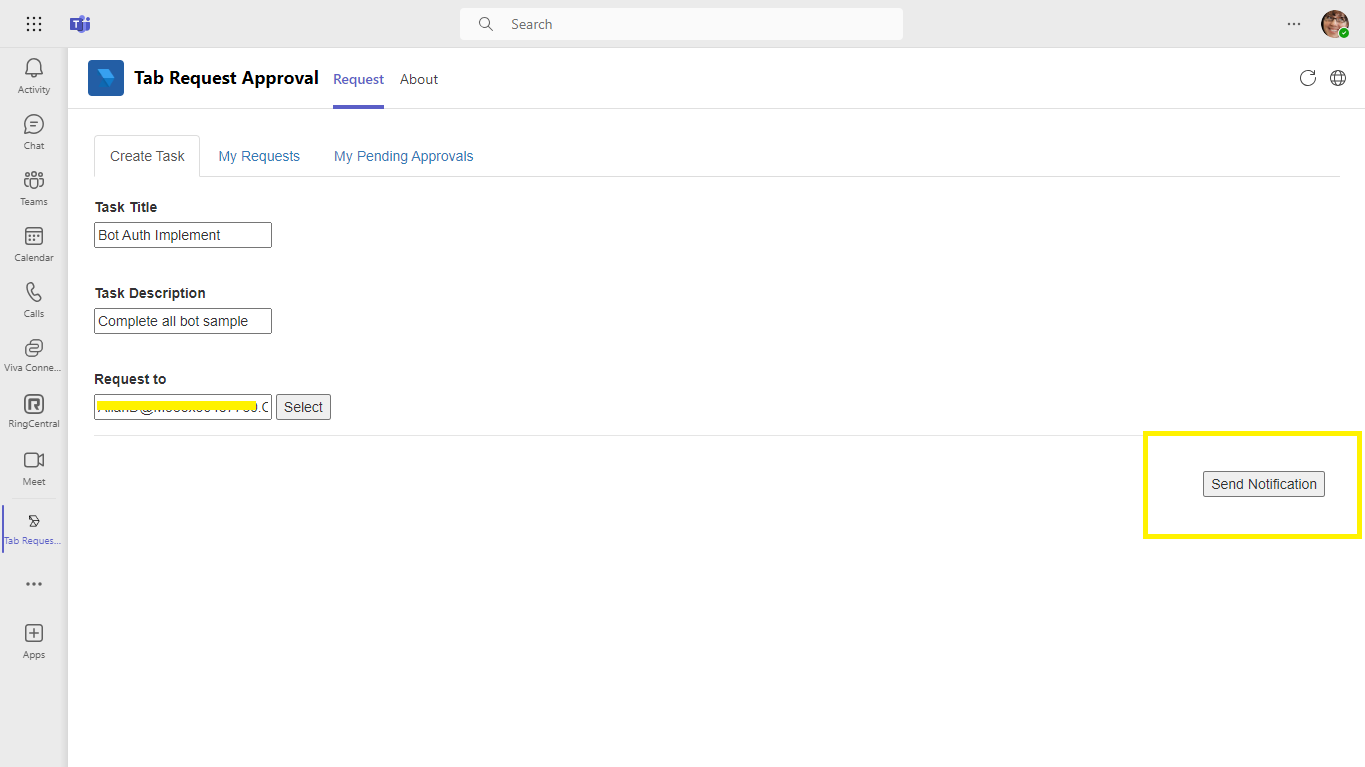 Search
Activity
Chat
Teams
Calendar
Calls
Viva Conne...
RingCentral
Meet
Tab Reques...
Apps
Tab Request Approval Request About
Create Task My Requests My Pending Approvals
Task Title
Bot Auth Implement
Task Description
Complete all bot sample
Request to
Select
Send Notification